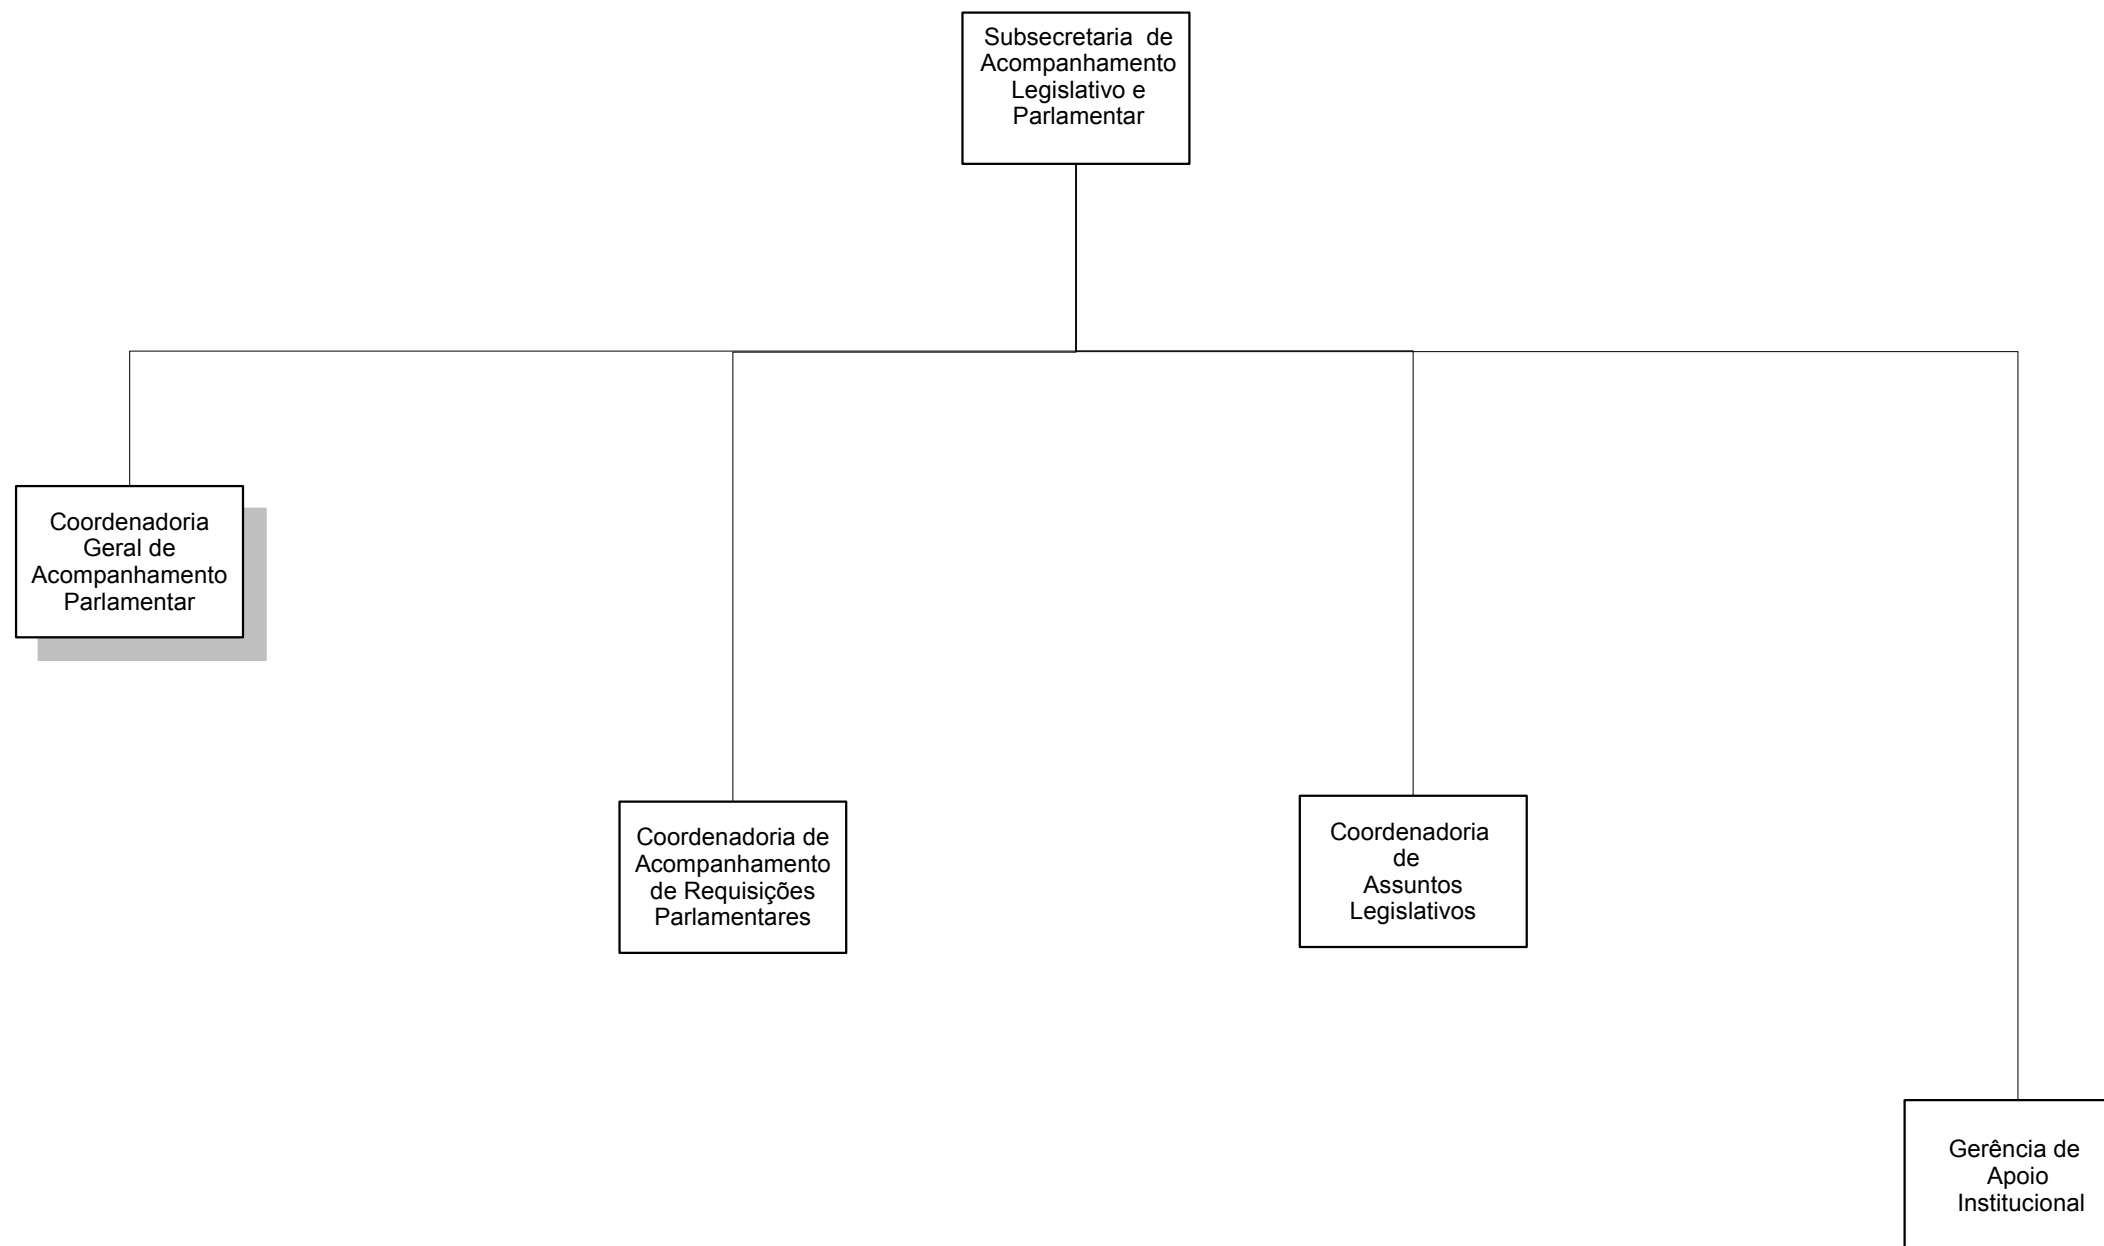 Subsecretaria de
Acompanhamento
Legislativo e
Parlamentar
Coordenadoria
Geral de
Acompanhamento
Parlamentar
Coordenadoria de
Acompanhamento
de Requisições
Parlamentares
Coordenadoria
de
Assuntos
Legislativos
Gerência de
Apoio
Institucional